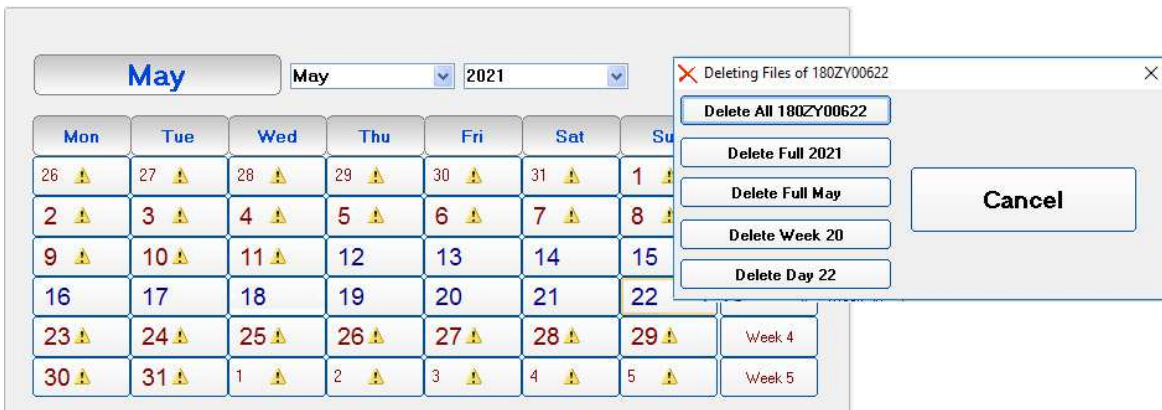 May
May
2021
Mon Tue Wed Thu Fri Sat Su
26 27 28 29 30 31 1
2 3 4 5 6 7 8
9 10 11 12 13 14 15
16 17 18 19 20 21 22
23 24 25 26 27 28 29 Week 4
30 31 1 2 3 4 5 Week 5
Deleting Files of 180ZY00622
Delete All 180ZY00622
Delete Full 2021
Delete Full May
Delete Week 20
Delete Day 22
Cancel